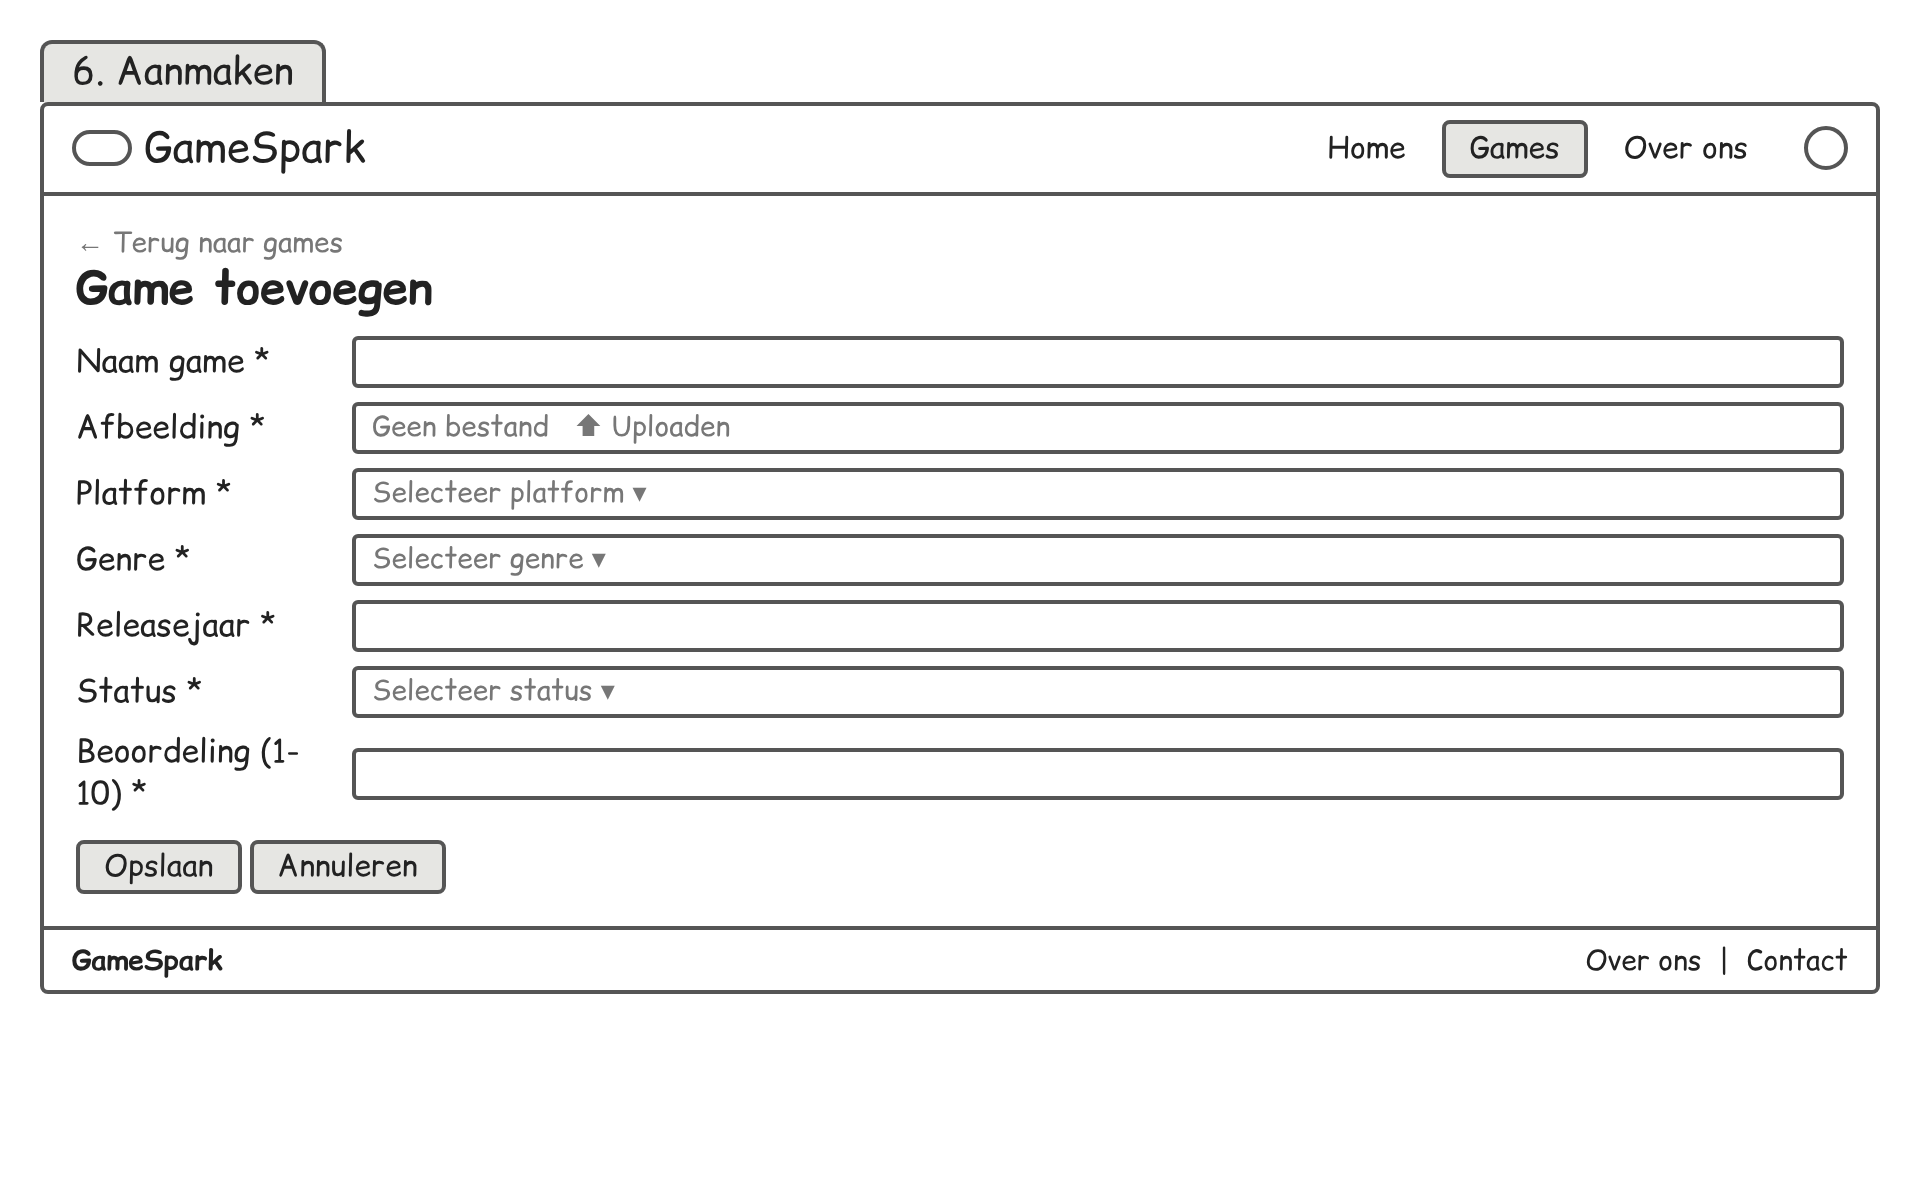 6. Aanmaken
GameSpark Home Games Over ons
← Terug naar games
Game toevoegen
Naam game *
Afbeelding * Geen bestand ⬆ Uploaden
Platform * Selecteer platform ▾
Genre * Selecteer genre ▾
Releasejaar *
Status * Selecteer status ▾
Beoordeling (1-
10) *
Opslaan Annuleren
GameSpark Over ons | Contact